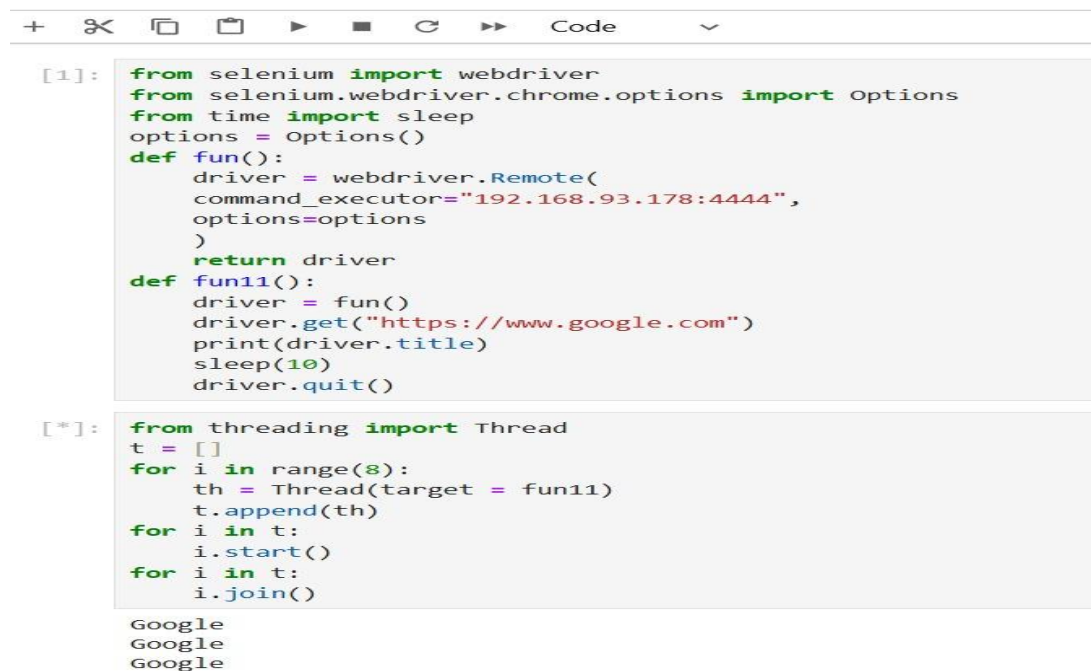 Code
[1]: from selenium import webdriver
from selenium.webdriver.chrome.options import Options
from time import sleep
options = Options()
def fun():
    driver = webdriver.Remote(
    command_executor="192.168.93.178:4444",
    options=options
    )
    return driver
def fun11():
    driver = fun()
    driver.get("https://www.google.com")
    print(driver.title)
    sleep(10)
    driver.quit()
[*]: from threading import Thread
t = []
for i in range(8):
    th = Thread(target = fun11)
    t.append(th)
for i in t:
    i.start()
for i in t:
    i.join()
Google
Google
Google